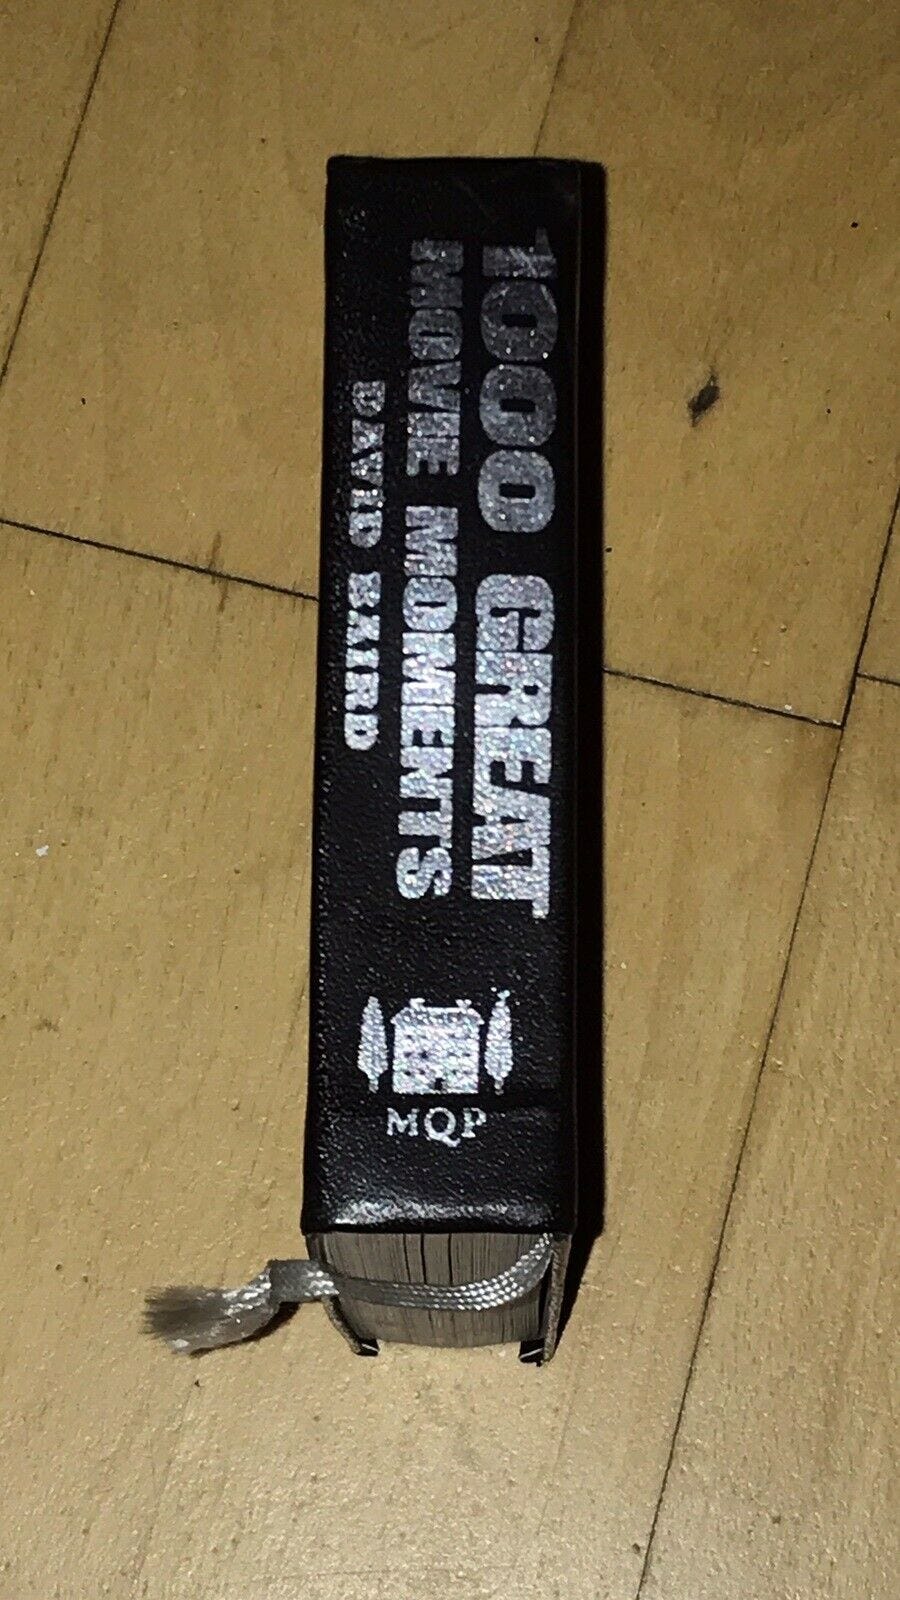 1000 GREAT
MOVIE MOMENTS
DAVID BAIRD
MQP